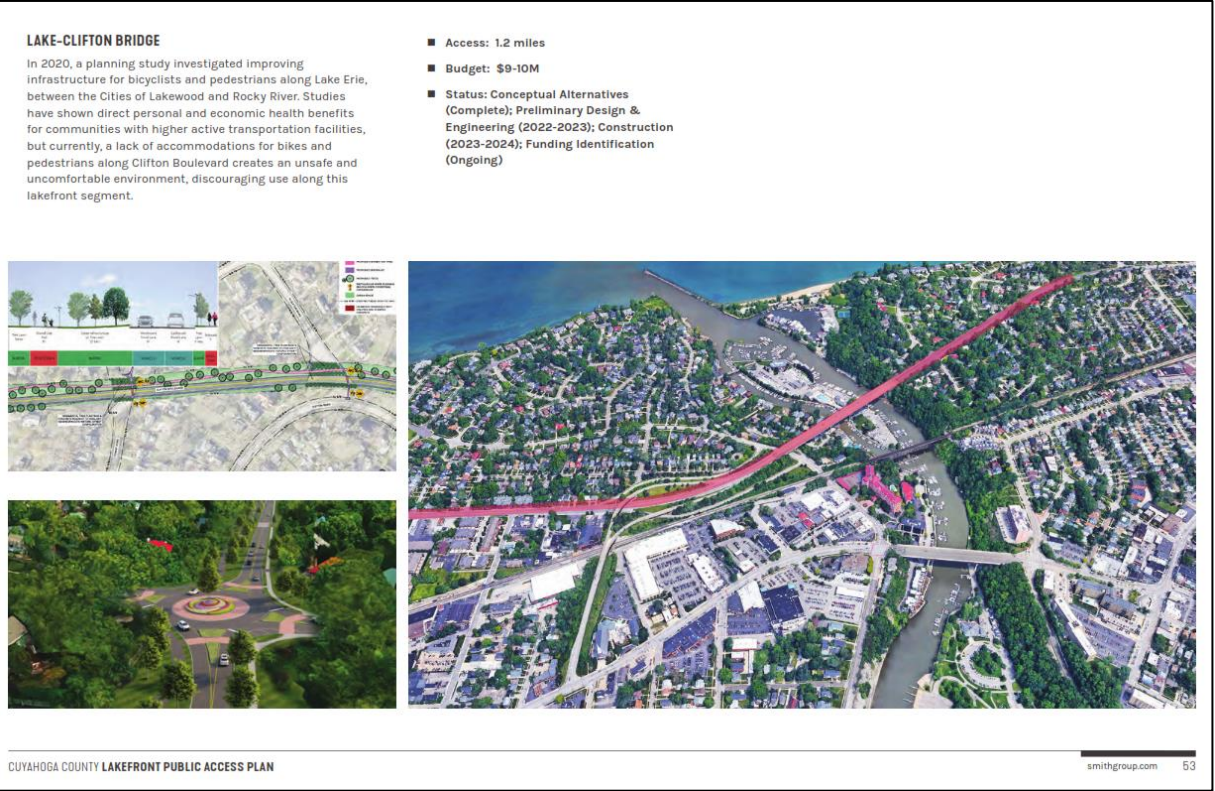 LAKE-CLIFTON BRIDGE
In 2020, a planning study investigated improving
infrastructure for bicyclists and pedestrians along Lake Erie,
between the Cities of Lakewood and Rocky River. Studies
have shown direct personal and economic health benefits
for communities with higher active transportation facilities,
but currently, a lack of accommodations for bikes and
pedestrians along Clifton Boulevard creates an unsafe and
uncomfortable environment, discouraging use along this
lakefront segment.
■ Access: 1.2 miles
■ Budget: $9-10M
■ Status: Conceptual Alternatives
(Complete); Preliminary Design &
Engineering (2022-2023); Construction
(2023-2024); Funding Identification
(Ongoing)
CUYAHOGA COUNTY LAKEFRONT PUBLIC ACCESS PLAN
smithgroup.com 53